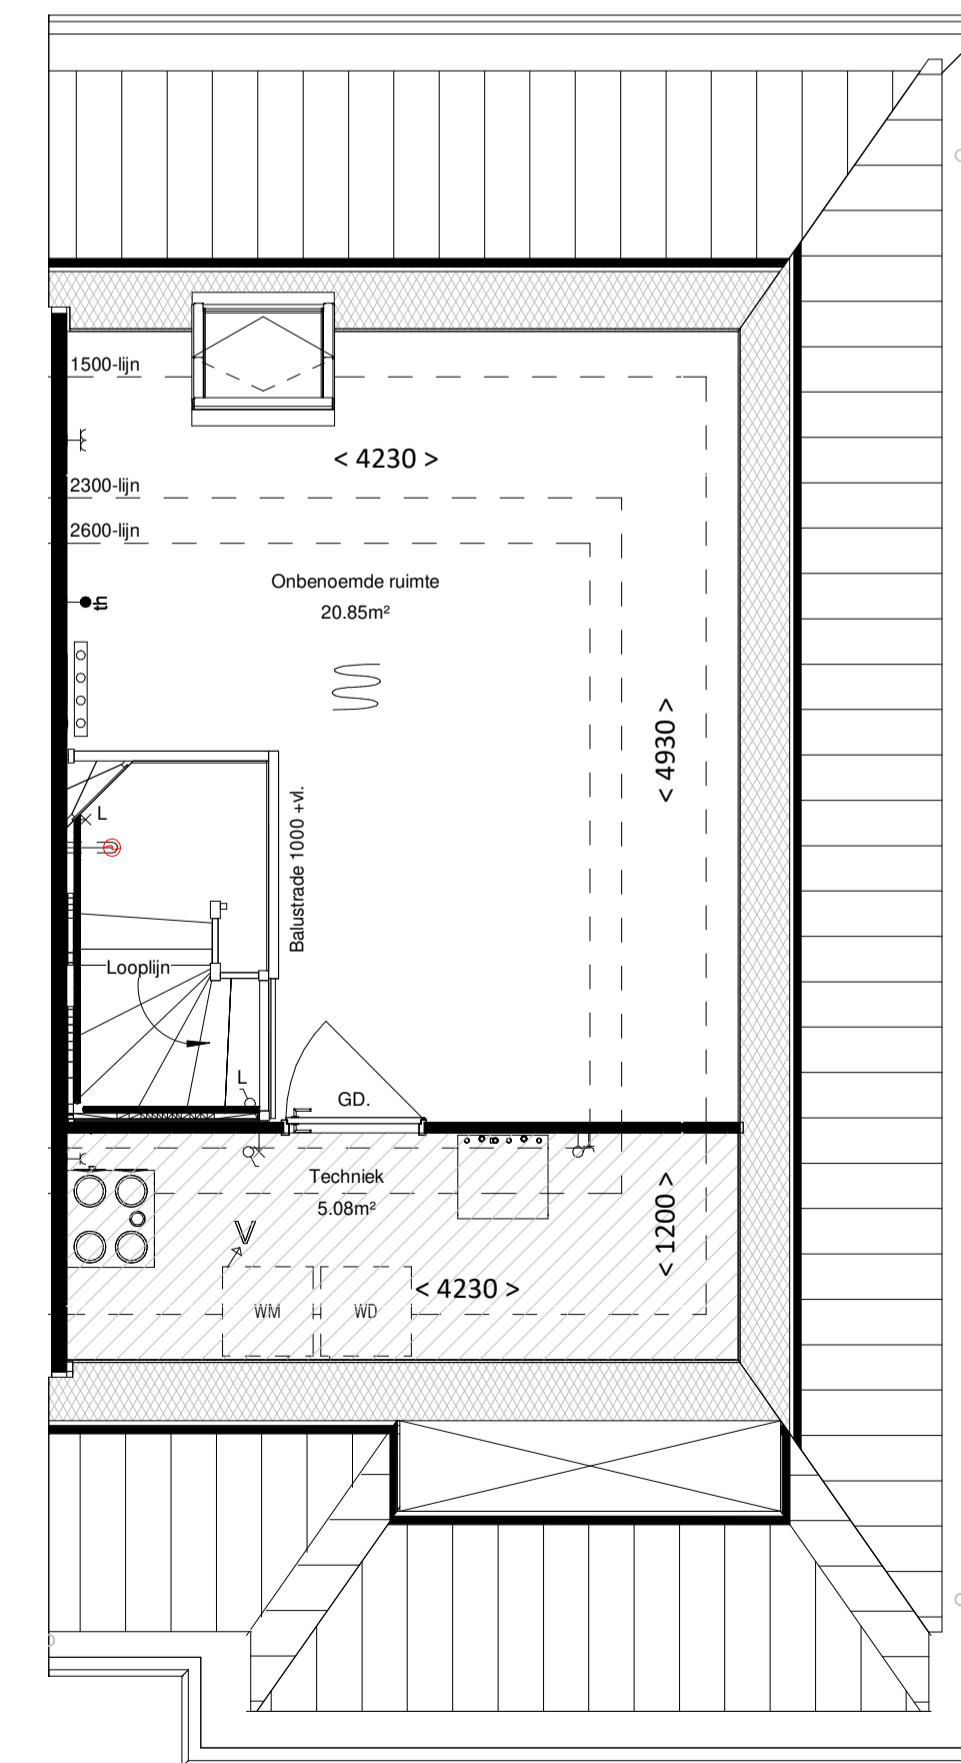 1500-lijn
< 4230 >
2300-lijn
2600-lijn
Onbenoemde ruimte
20.85m²
th
< 4930 >
L
Balustrade 1000 +vl.
Looplijn
L
GD.
Techniek
5.08m²
< 1200 >
V
< 4230 >
WM
WD